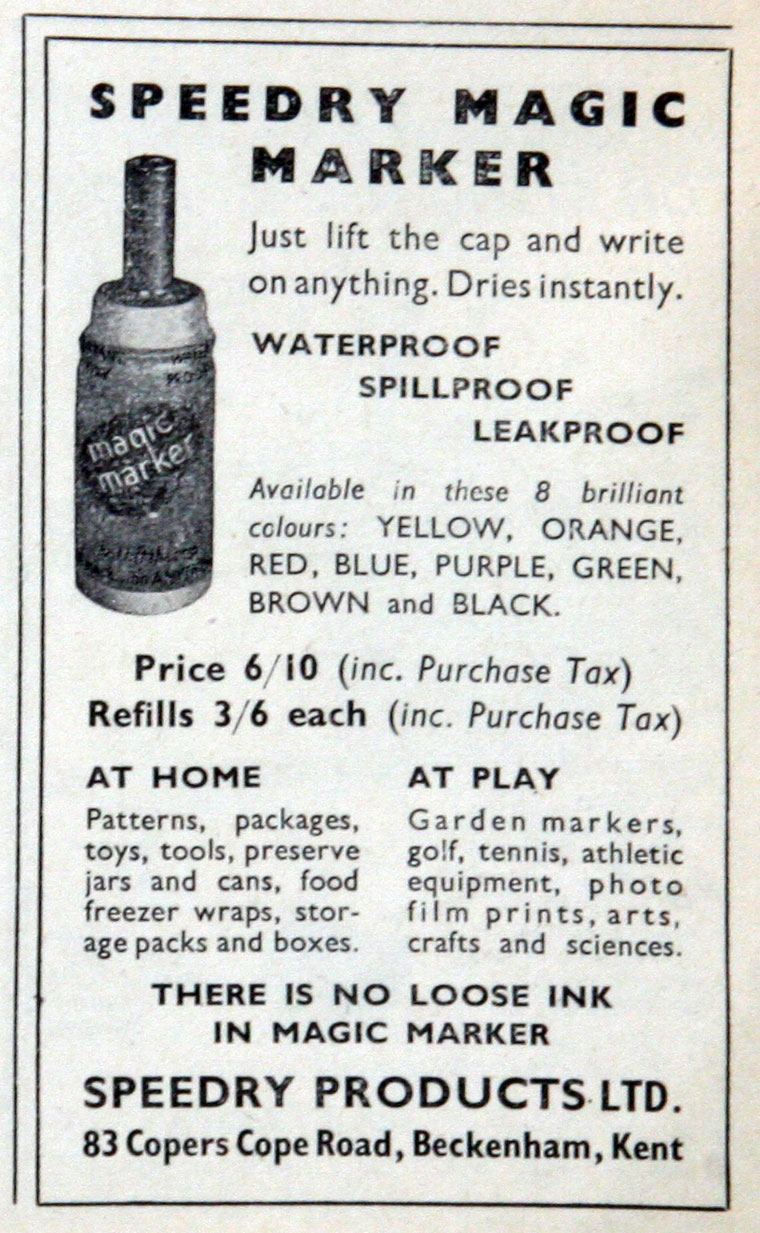 SPEEDRY MAGIC
MARKER
Just lift the cap and write
on anything. Dries instantly.
WATERPROOF
SPILLPROOF
LEAKPROOF
magic
marker
Available in these 8 brilliant
colours: YELLOW, ORANGE,
RED, BLUE, PURPLE, GREEN,
BROWN and BLACK.
Price 6/10 (inc. Purchase Tax)
Refills 3/6 each (inc. Purchase Tax)
AT HOME
Patterns, packages,
toys, tools, preserve
jars and cans, food
freezer wraps, stor-
age packs and boxes.
AT PLAY
Garden markers,
golf, tennis, athletic
equipment, photo
film prints, arts,
crafts and sciences.
THERE IS NO LOOSE INK
IN MAGIC MARKER
SPEEDRY PRODUCTS LTD.
83 Copers Cope Road, Beckenham, Kent